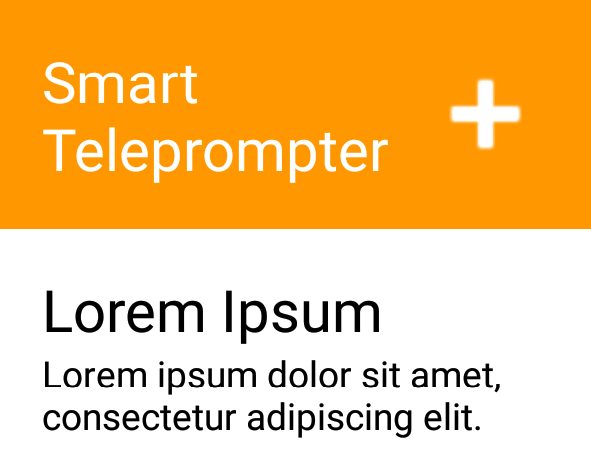 Smart
Teleprompter
Lorem Ipsum
Lorem ipsum dolor sit amet,
consectetur adipiscing elit.